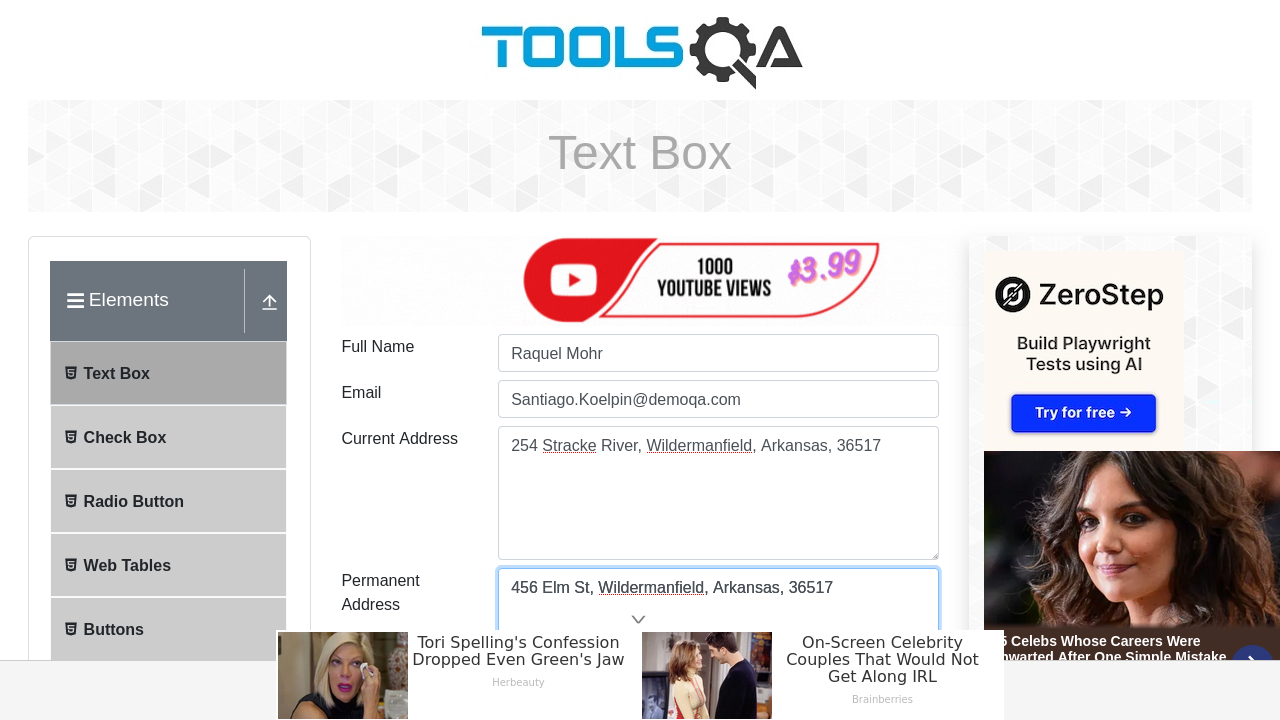 TOOLSQA
Text Box
Elements
Text Box
Check Box
Radio Button
Web Tables
Buttons
1000
YOUTUBE VIEWS
$3.99
Full Name
Raquel Mohr
Email
Santiago.Koelpin@demoqa.com
Current Address
254 Stracke River, Wildermanfield, Arkansas, 36517
Permanent
Address
456 Elm St, Wildermanfield, Arkansas, 36517
ZeroStep
Build Playwright
Tests using AI
Try for free →
5 Celebs Whose Careers Were
After One Simple Mistake
Tori Spelling's Confession
Dropped Even Green's Jaw
Herbeauty
On-Screen Celebrity
Couples That Would Not
Get Along IRL
Brainberries